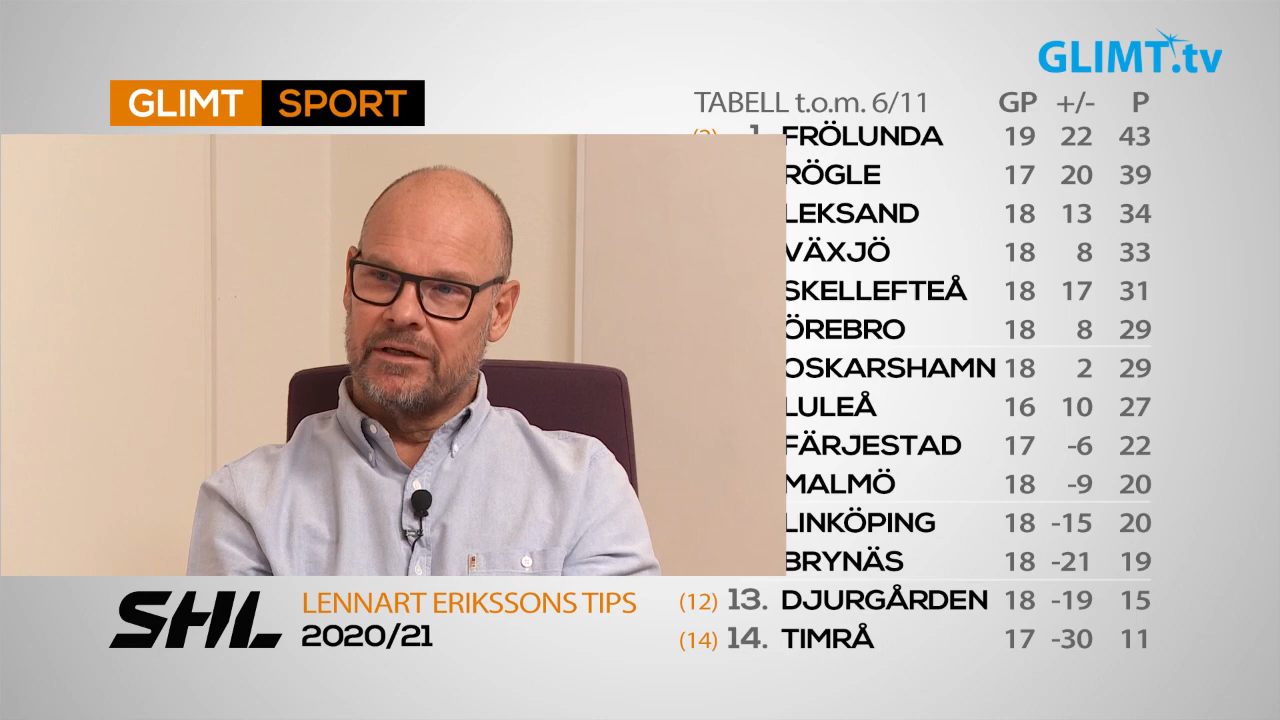 GLIMT.tv
GLIMT SPORT
TABELL t.o.m. 6/11 GP +/- P
FRÖLUNDA 19 22 43
RÖGLE 17 20 39
LEKSAND 18 13 34
VÄXJÖ 18 8 33
SKELLEFTEÅ 18 17 31
ÖREBRO 18 8 29
OSKARSHAMN 18 2 29
LULEÅ 16 10 27
FÄRJESTAD 17 -6 22
MALMÖ 18 -9 20
LINKÖPING 18 -15 20
BRYNÄS 18 -21 19
(12) 13. DJURGÅRDEN 18 -19 15
(14) 14. TIMRÅ 17 -30 11
SHL
LENNART ERIKSSONS TIPS
2020/21